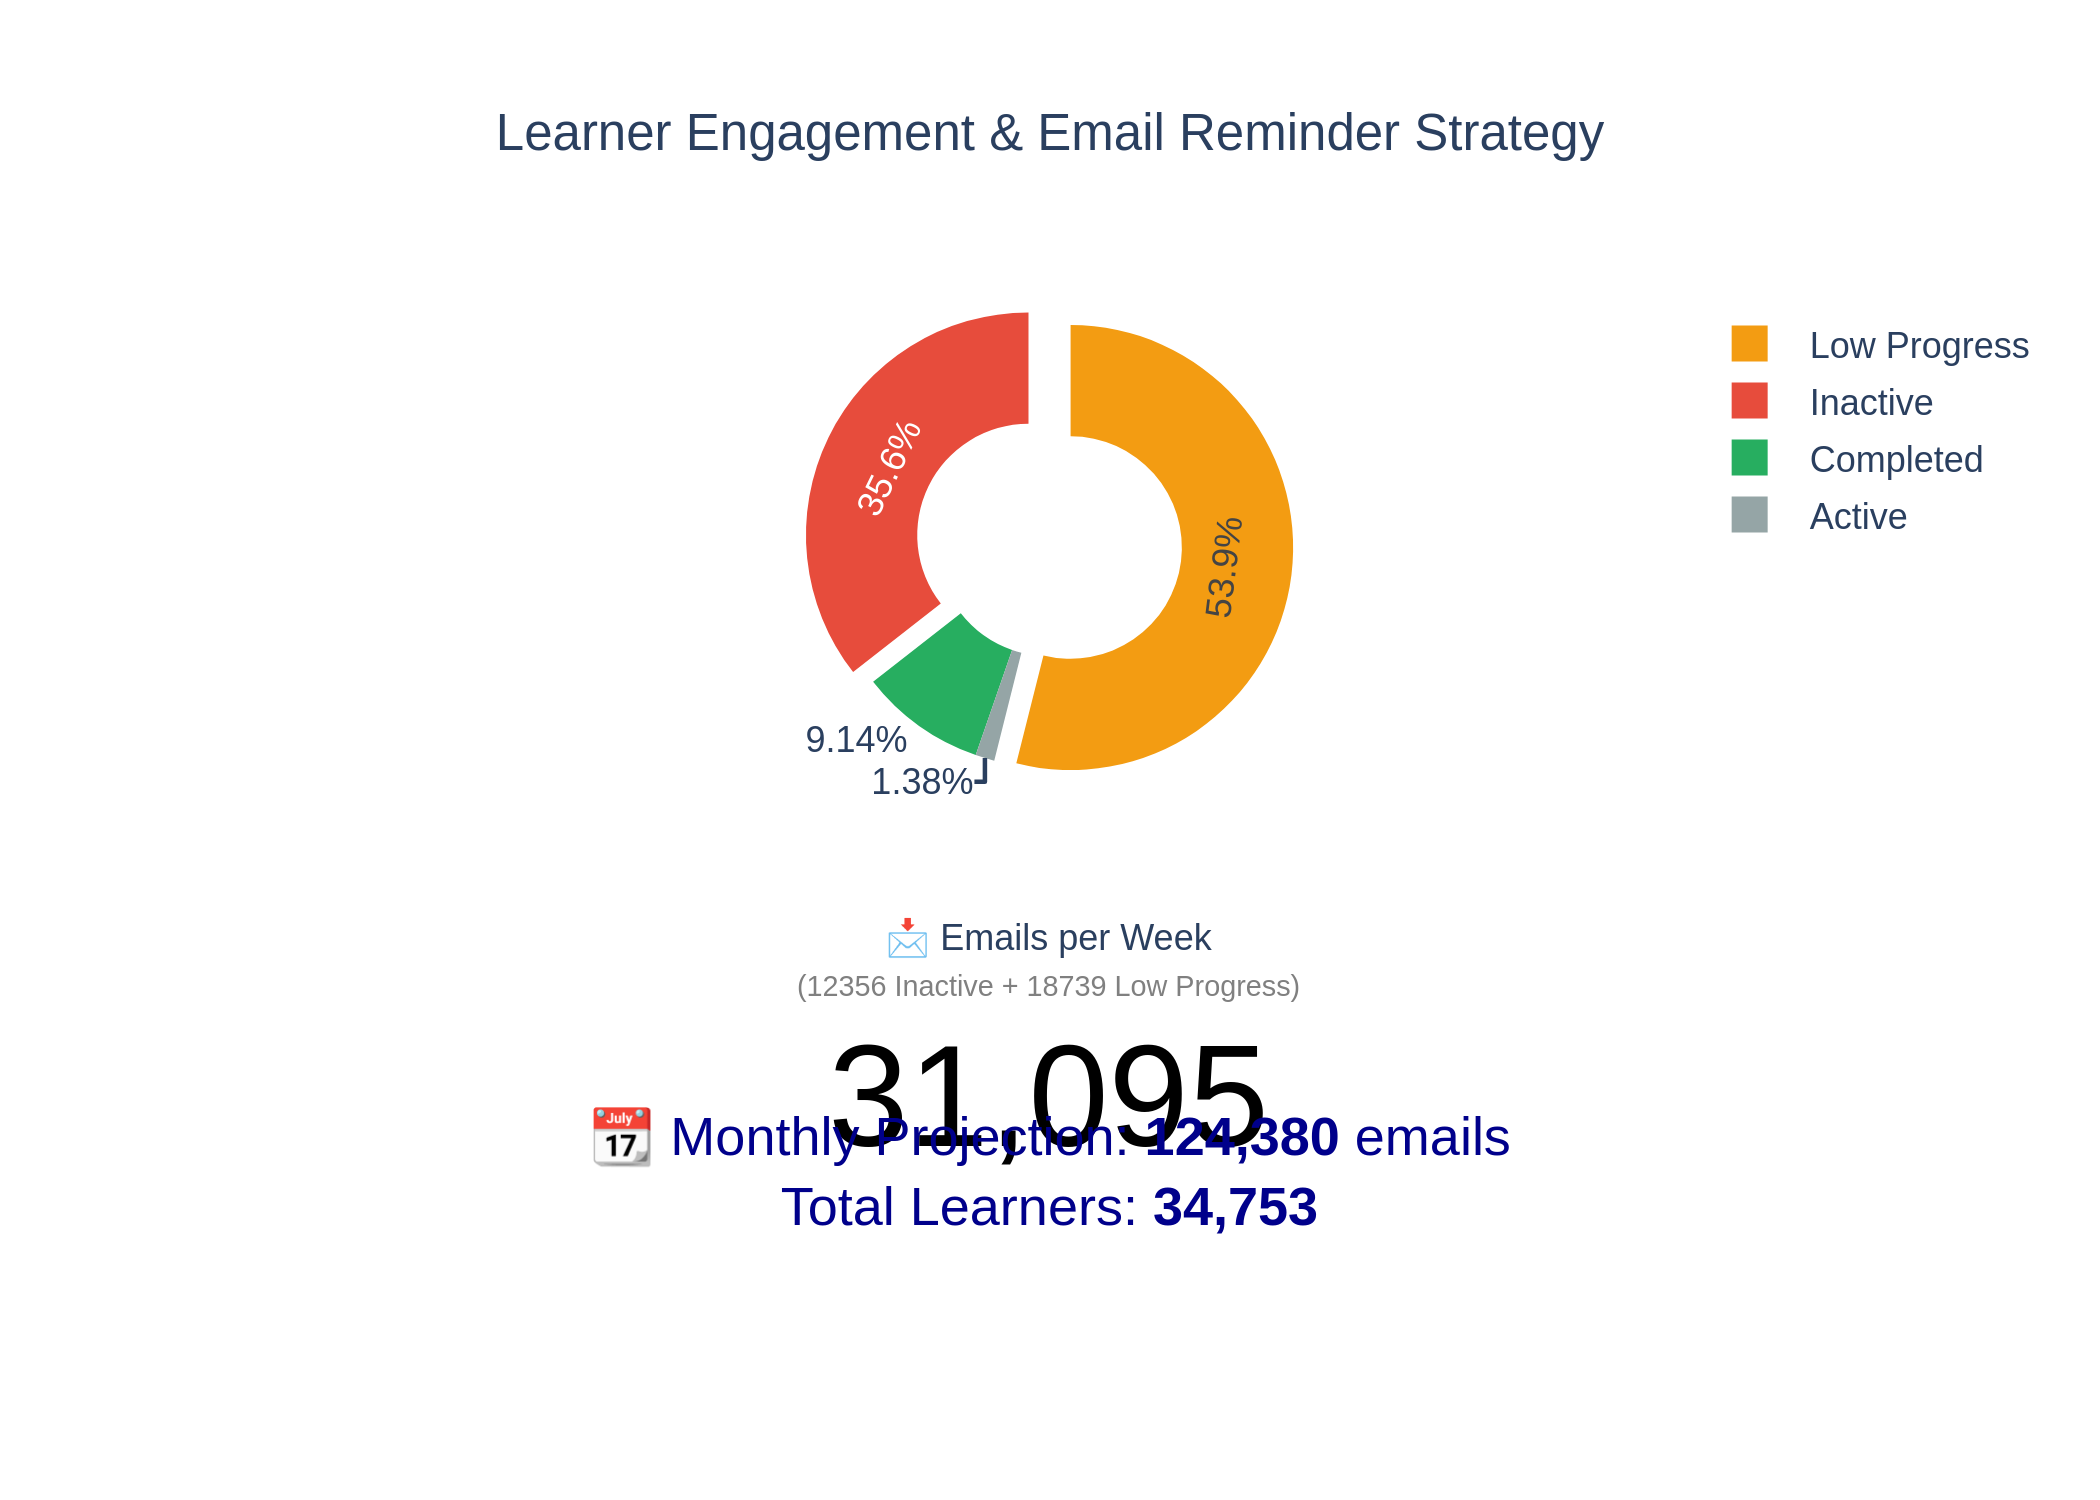 Learner Engagement & Email Reminder Strategy
Low Progress
Inactive
Completed
Active
35.6%
53.9%
9.14%
1.38%
📩 Emails per Week
(12356 Inactive + 18739 Low Progress)
31,095
📆 Monthly Projection: 124,380 emails
Total Learners: 34,753